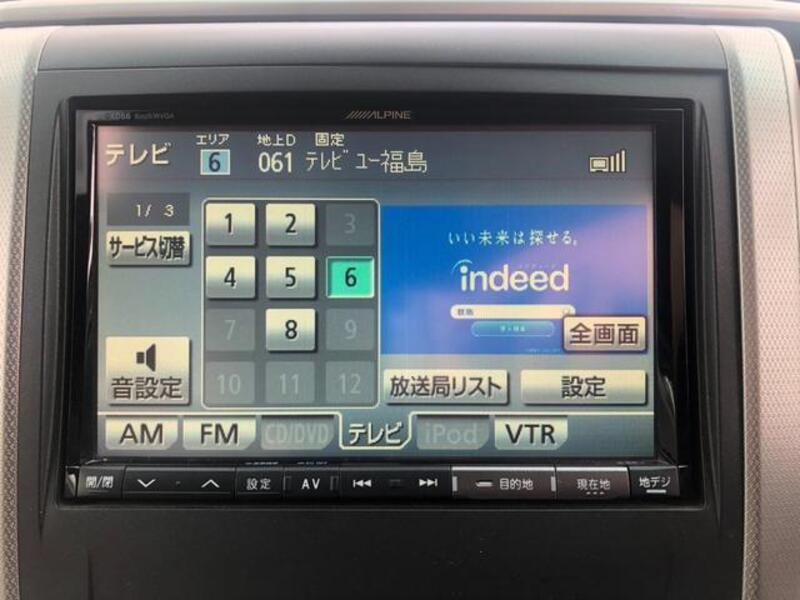 ALPINE
テレビ
エリア 地上D 固定
6 061 テレビユー福島
1/ 3
サービス切替
1 2 3
4 5 6
7 8 9
10 11 12
いい未来は探せる。
indeed
全画面
音設定
放送局リスト
設定
AM FM CD/DVD テレビ iPod VTR
開/閉 設定 AV 目的地 現在地 地デジ